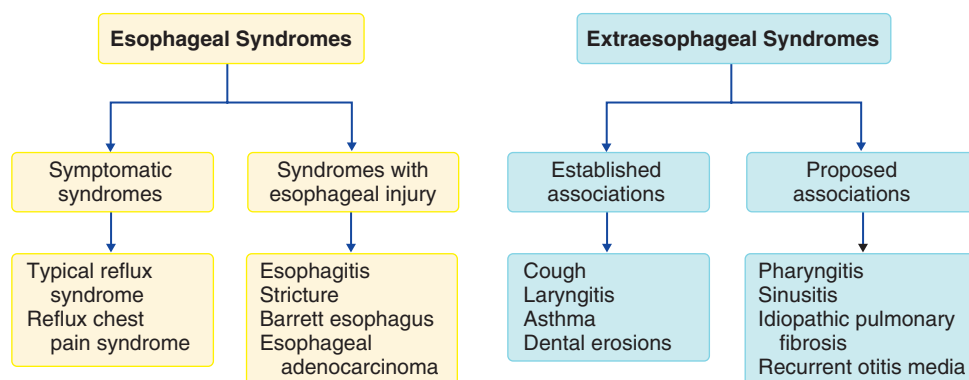 Esophageal Syndromes
Extraesophageal Syndromes
Symptomatic
syndromes
Syndromes with
esophageal injury
Established
associations
Proposed
associations
Typical reflux
syndrome
Reflux chest
pain syndrome
Esophagitis
Stricture
Barrett esophagus
Esophageal
adenocarcinoma
Cough
Laryngitis
Asthma
Dental erosions
Pharyngitis
Sinusitis
Idiopathic pulmonary
fibrosis
Recurrent otitis media